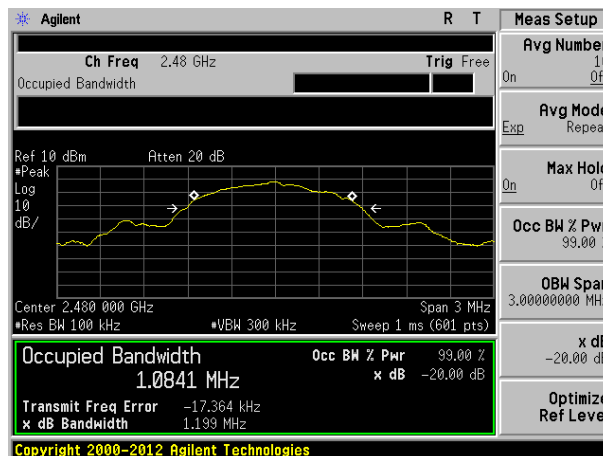 Agilent R T Meas Setup
Avg Number
On
Ch Freq 2.48 GHz Trig Free
Occupied Bandwidth
Avg Mode
Exp
Ref 10 dBm Atten 20 dB
#Peak
Log
10
dB/
Max Hold
On
Occ BW % Pwr
99.00
Center 2.480 000 GHz Span 3 MHz
#Res BW 100 kHz #VBW 300 kHz Sweep 1 ms (601 pts)
OBW Span
3.00000000
Occupied Bandwidth
1.0841 MHz
Occ BW % Pwr 99.00 %
x dB -20.00 dB
x dB
-20.00
Transmit Freq Error -17.364 kHz
x dB Bandwidth 1.199 MHz
Optimize
Ref Level
Copyright 2000-2012 Agilent Technologies